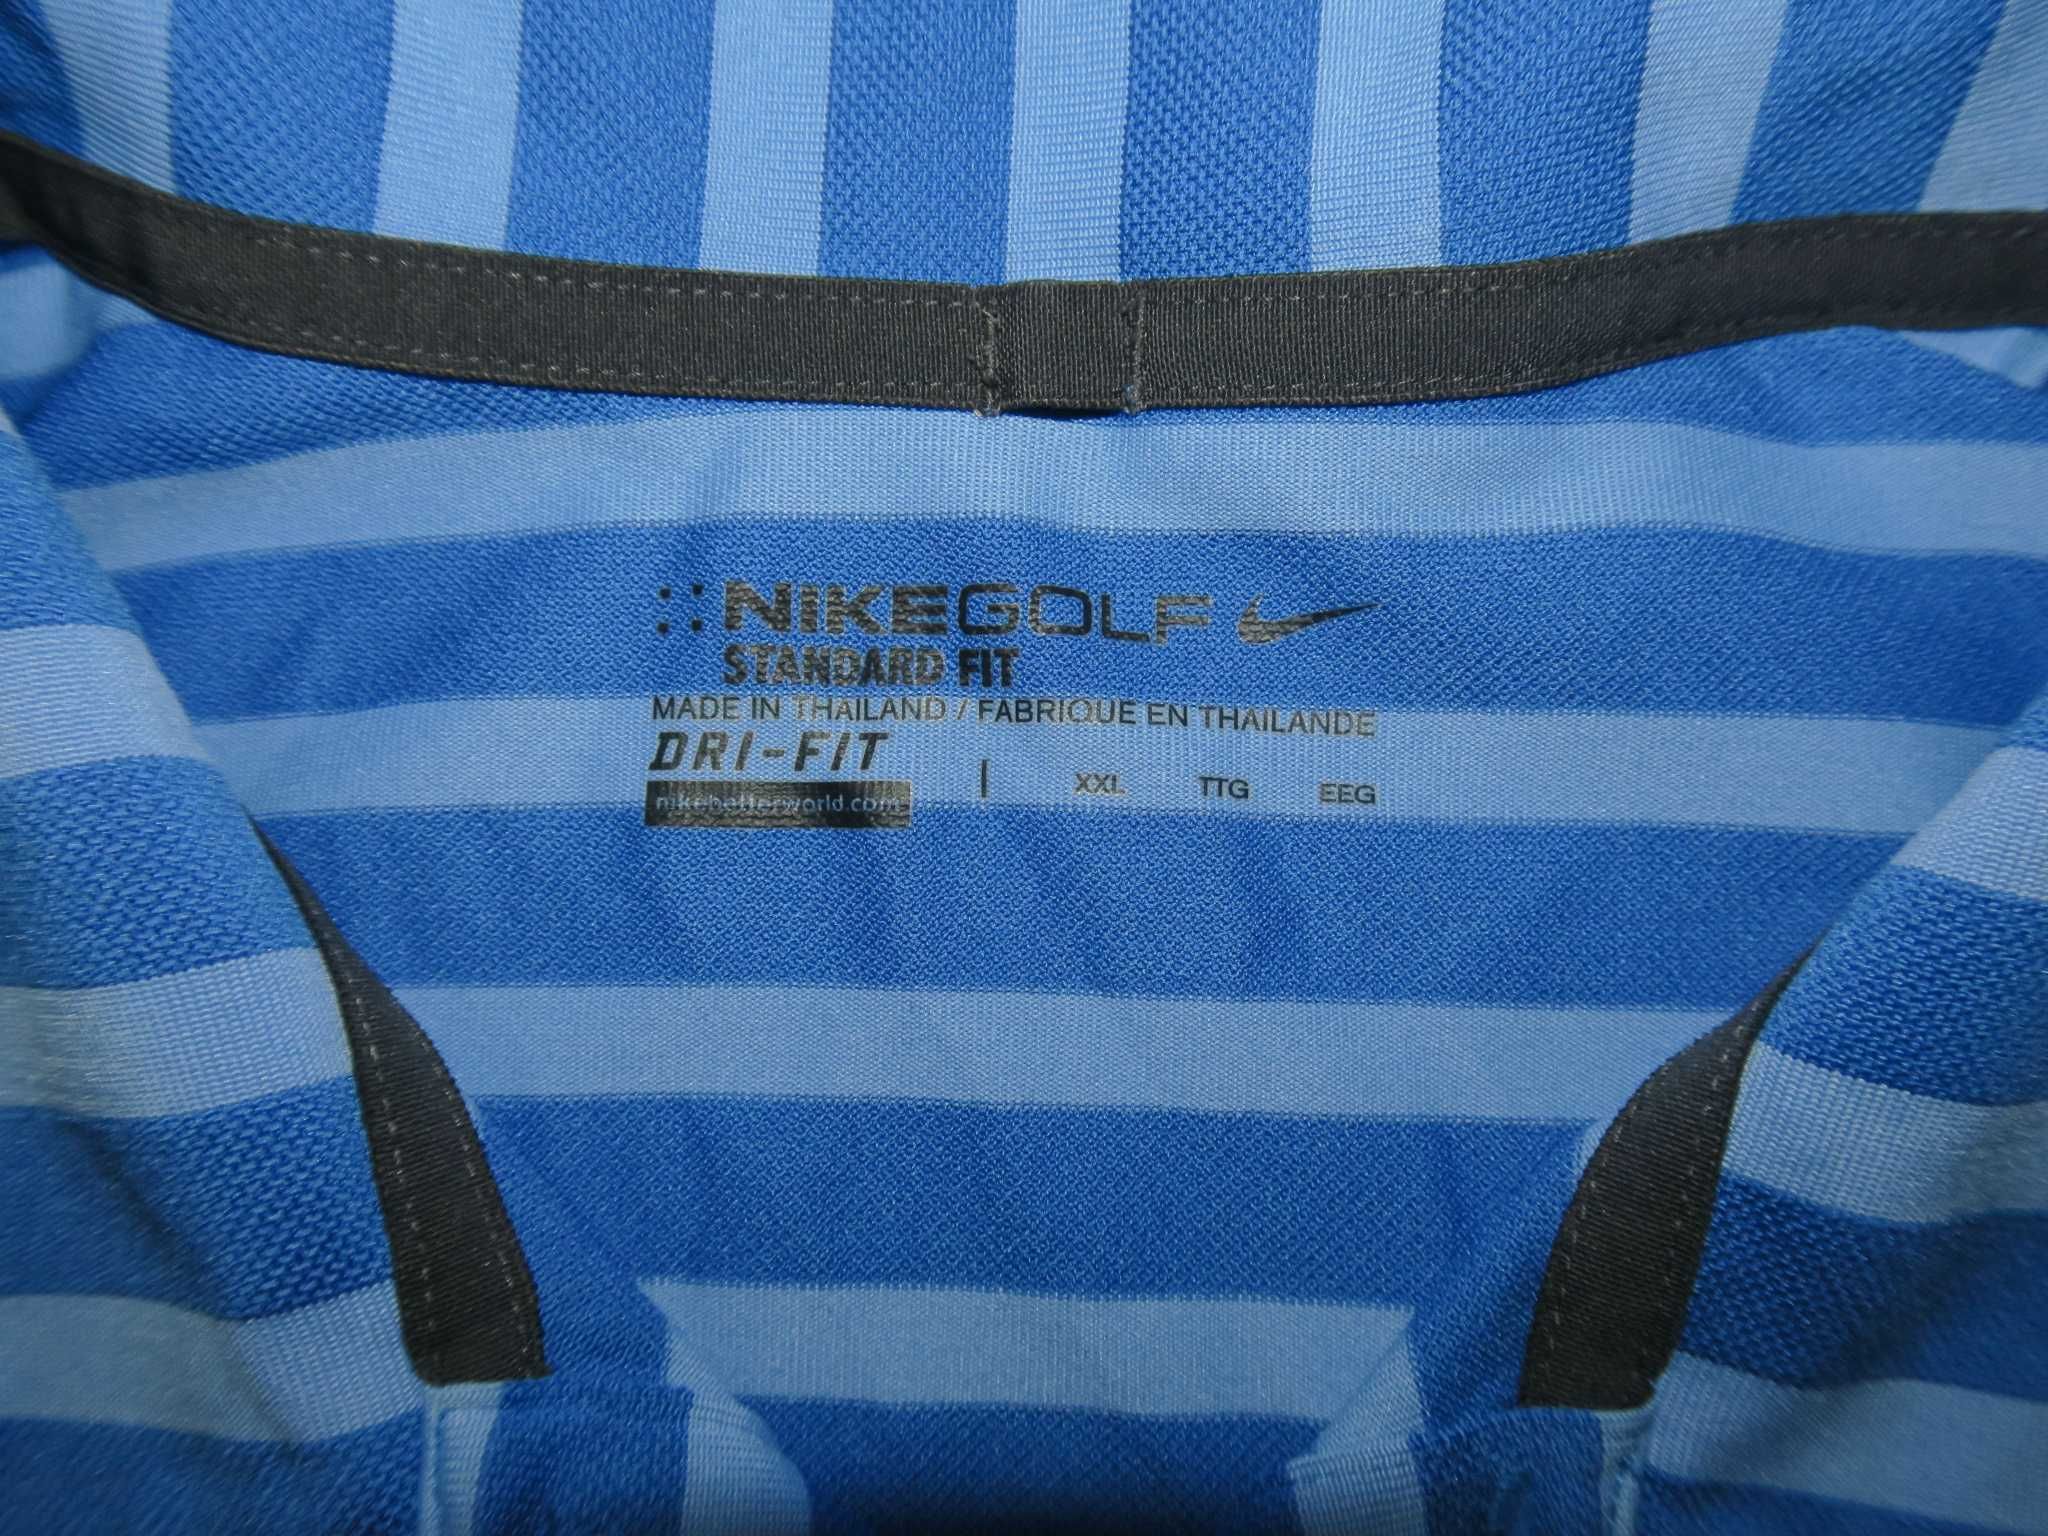 NIKEGOLF
STANDARD FIT
MADE IN THAILAND / FABRIQUE EN THAILANDE
DRI-FIT
nikebetterworld.com
| XXL TTG EEG